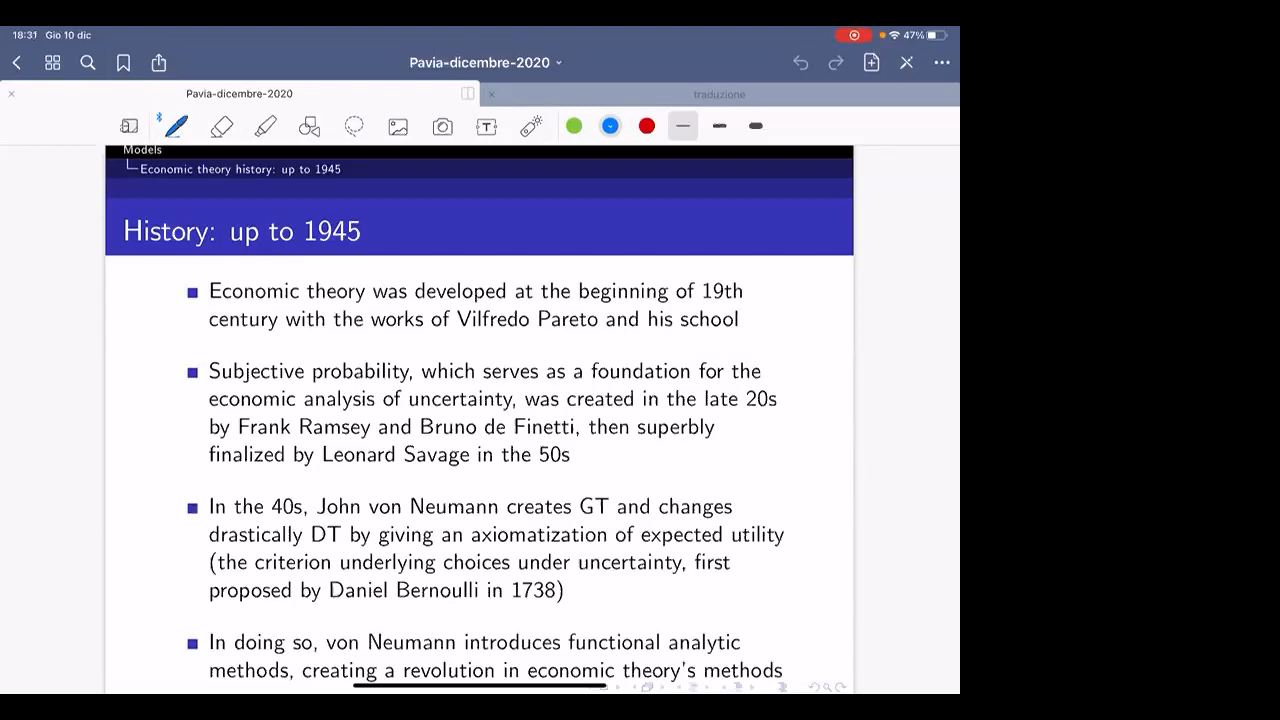 18:31 Gio 10 dic
47%
Pavia-dicembre-2020
Pavia-dicembre-2020
traduzione
Models
Economic theory history: up to 1945
History: up to 1945
Economic theory was developed at the beginning of 19th
century with the works of Vilfredo Pareto and his school
Subjective probability, which serves as a foundation for the
economic analysis of uncertainty, was created in the late 20s
by Frank Ramsey and Bruno de Finetti, then superbly
finalized by Leonard Savage in the 50s
In the 40s, John von Neumann creates GT and changes
drastically DT by giving an axiomatization of expected utility
(the criterion underlying choices under uncertainty, first
proposed by Daniel Bernoulli in 1738)
In doing so, von Neumann introduces functional analytic
methods, creating a revolution in economic theory's methods